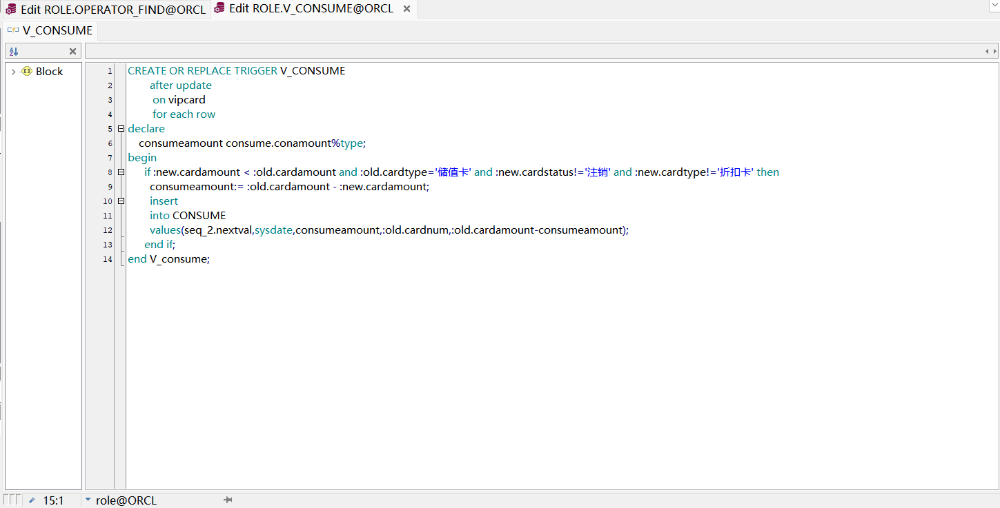 Edit ROLE.OPERATOR_FIND@ORCL Edit ROLE.V_CONSUME@ORCL
V_CONSUME
Block
1 CREATE OR REPLACE TRIGGER V_CONSUME
2 after update
3 on vipcard
4 for each row
5 declare
6 consumeamount consume.conamount%type;
7 begin
8 if :new.cardamount < :old.cardamount and :old.cardtype='储值卡' and :new.cardstatus!='注销' and :new.cardtype!='折扣卡' then
9 consumeamount:= :old.cardamount - :new.cardamount;
10 insert
11 into CONSUME
12 values(seq_2.nextval,sysdate,consumeamount,:old.cardnum,:old.cardamount-consumeamount);
13 end if;
14 end V_consume;
15:1 role@ORCL